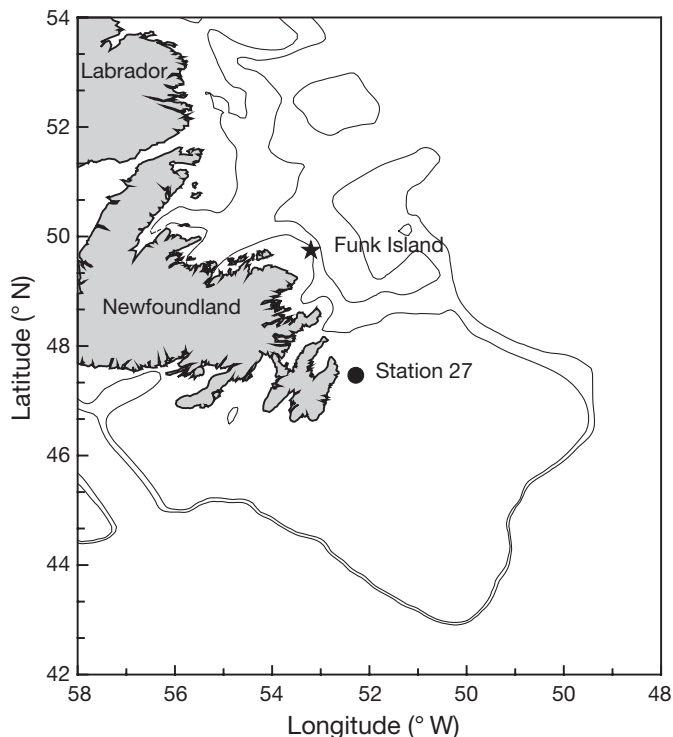 54
Labrador
52
50
Funk Island
Newfoundland
48
Station 27
46
44
42
58
56
54
52
50
50
48
Latitude (° N)
Longitude (° W)